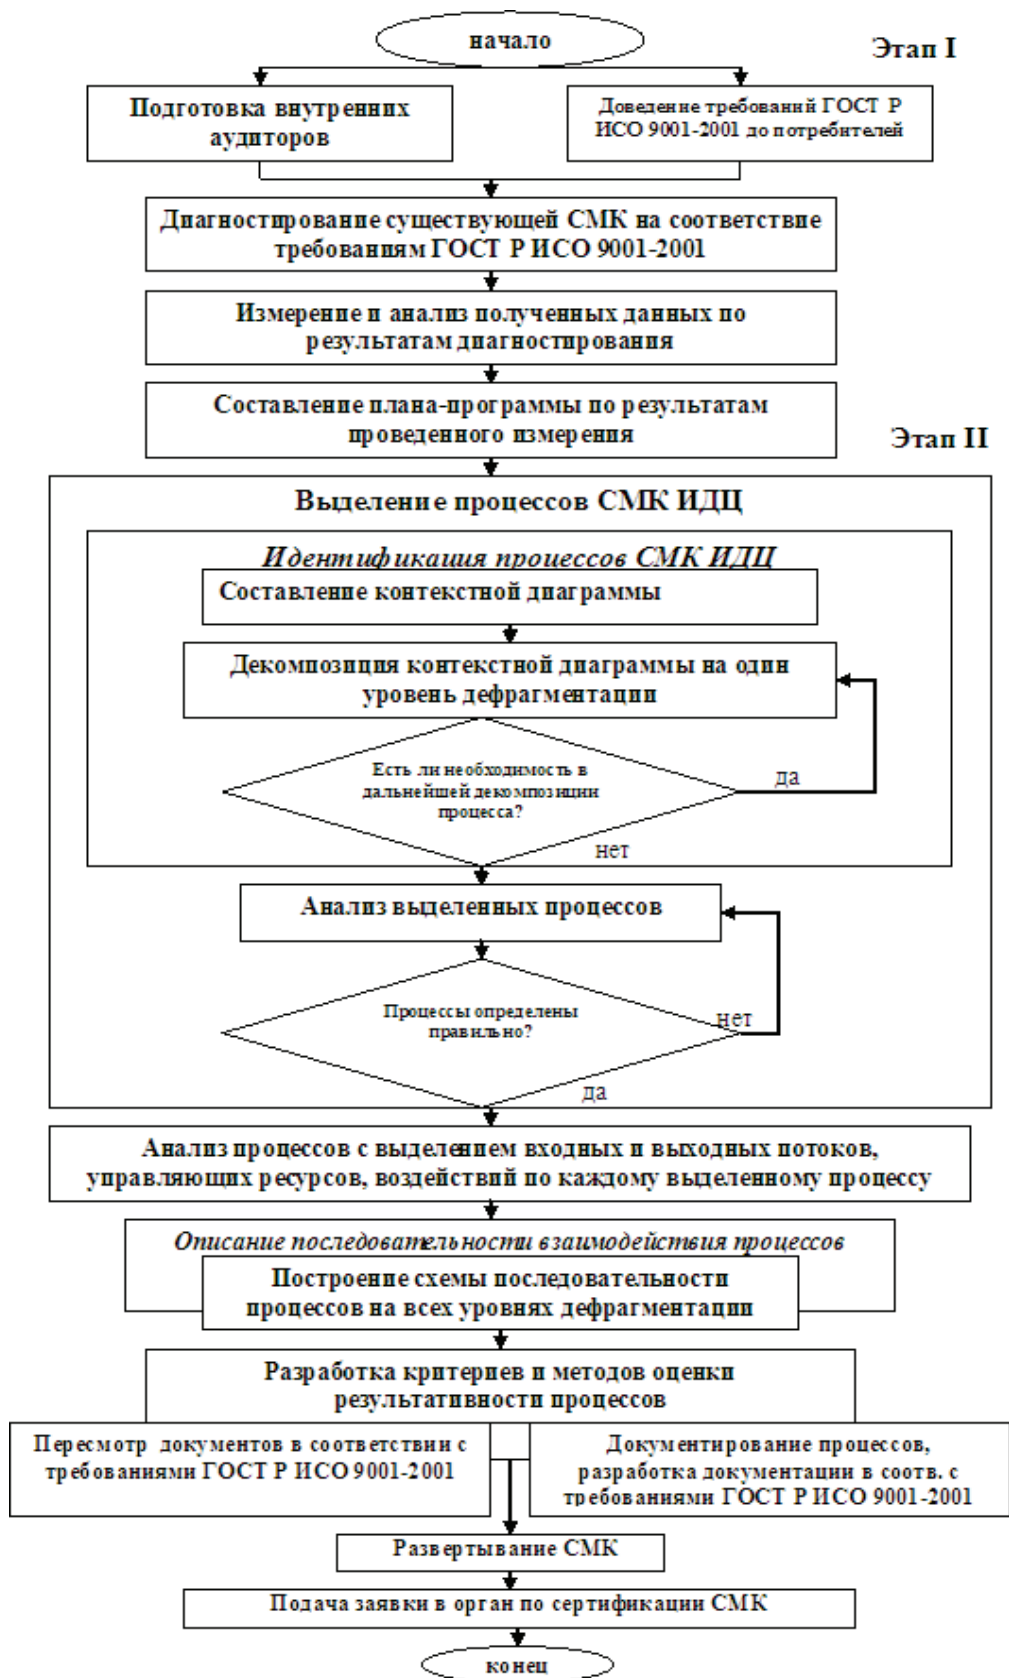 начало
Этап I
Подготовка внутренних
аудиторов
Доведение требований ГОСТ Р
ИСО 9001-2001 до потребителей
Диагностирование существующей СМК на соответствие
требованиям ГОСТ Р ИСО 9001-2001
Измерение и анализ полученных данных по
результатам диагностирования
Составление плана-программы по результатам
проведенного измерения
Этап II
Выделение процессов СМК ИДЦ
Идентификация процессов СМК ИДЦ
Составление контекстной диаграммы
Декомпозиция контекстной диаграммы на один
уровень дефрагментации
Есть ли необходимость в
дальнейшей декомпозиции
процесса?
да
нет
Анализ выделенных процессов
Процессы определены
правильно?
нет
да
Анализ процессов с выделением входных и выходных потоков,
управляющих ресурсов, воздействий по каждому выделенному процессу
Описание последовательности взаимодействия процессов
Построение схемы последовательности
процессов на всех уровнях дефрагментации
Разработка критериев и методов оценки
результативности процессов
Пересмотр документов в соответствии с
требованиями ГОСТ Р ИСО 9001-2001
Документирование процессов,
разработка документации в соотв. с
требованиями ГОСТ Р ИСО 9001-2001
Развертывание СМК
Подача заявки в орган по сертификации СМК
конец